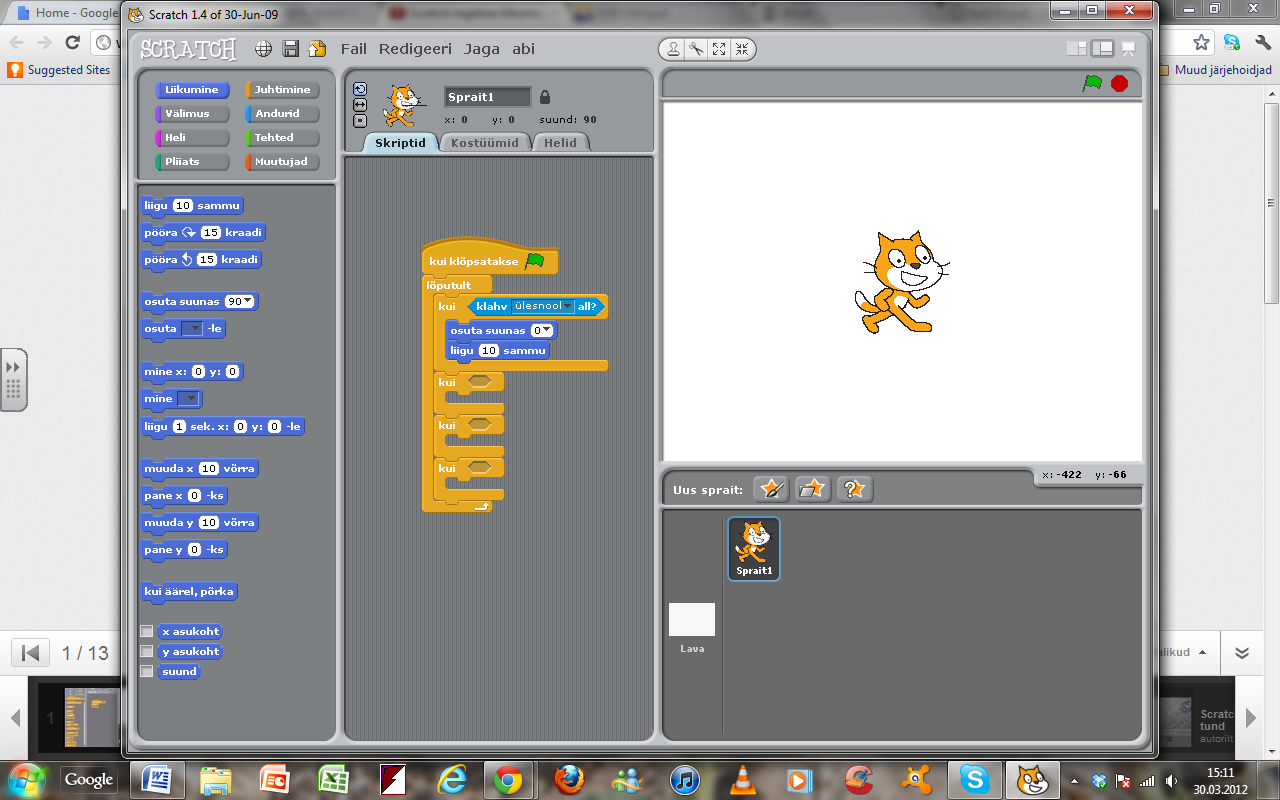 Home - Google
Scratch 1.4 of 30-Jun-09
Suggested Sites
Muud järjehoidjad
SCRATCH
Fail Redigeeri Jaga abi
Liikumine Juhtimine
Välimus Andurid
Heli Tehted
Pliiats Muutujad
Sprait1
x: 0 y: 0 suund: 90
Skriptid Kostüümid Helid
liigu 10 sammu
pööra 15 kraadi
pööra 15 kraadi
osuta suunas 90
osuta -le
mine x: 0 y: 0
mine
liigu 1 sek. x: 0 y: 0 -le
muuda x 10 võrra
pane x 0 -ks
muuda y 10 võrra
pane y 0 -ks
kui äärel, põrka
x asukoht
y asukoht
suund
kui klõpsatakse
lõputult
kui klahv ülesnool all?
osuta suunas 0
liigu 10 sammu
kui
kui
kui
x: -422 y: -66
Uus sprait:
Sprait1
Lava
1 / 13
alikud
1
Scratc
tund
autorilt
Google
15:11
30.03.2012